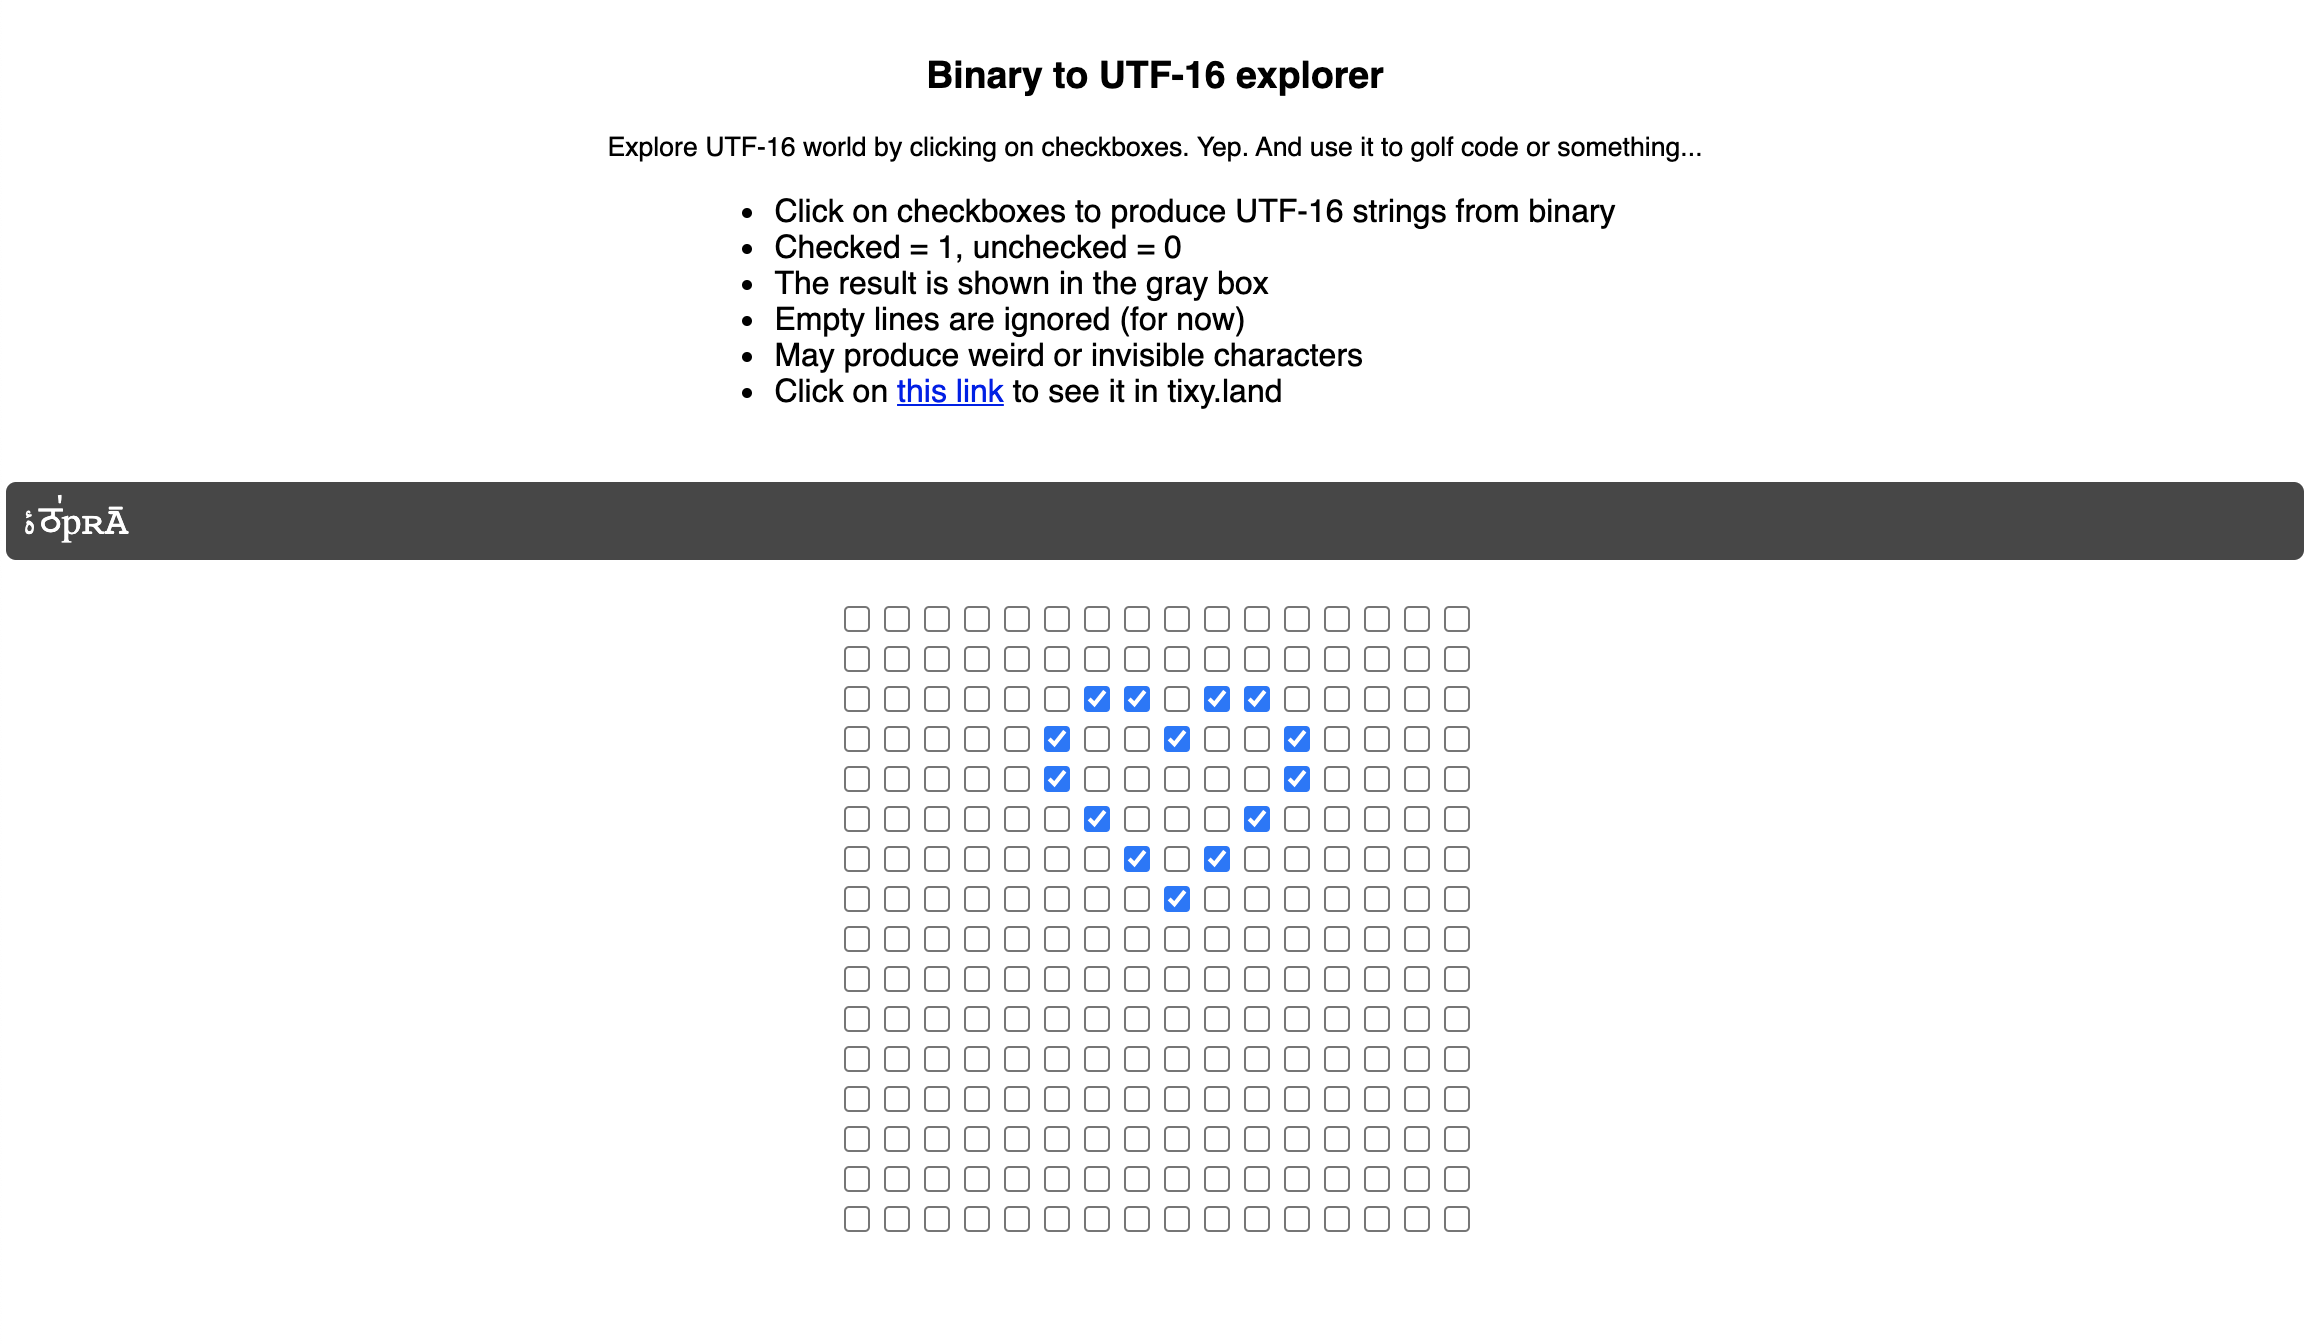 Binary to UTF-16 explorer
Explore UTF-16 world by clicking on checkboxes. Yep. And use it to golf code or something...
• Click on checkboxes to produce UTF-16 strings from binary
• Checked = 1, unchecked = 0
• The result is shown in the gray box
• Empty lines are ignored (for now)
• May produce weird or invisible characters
• Click on this link to see it in tixy.land
ۀठࠠрʀĀ